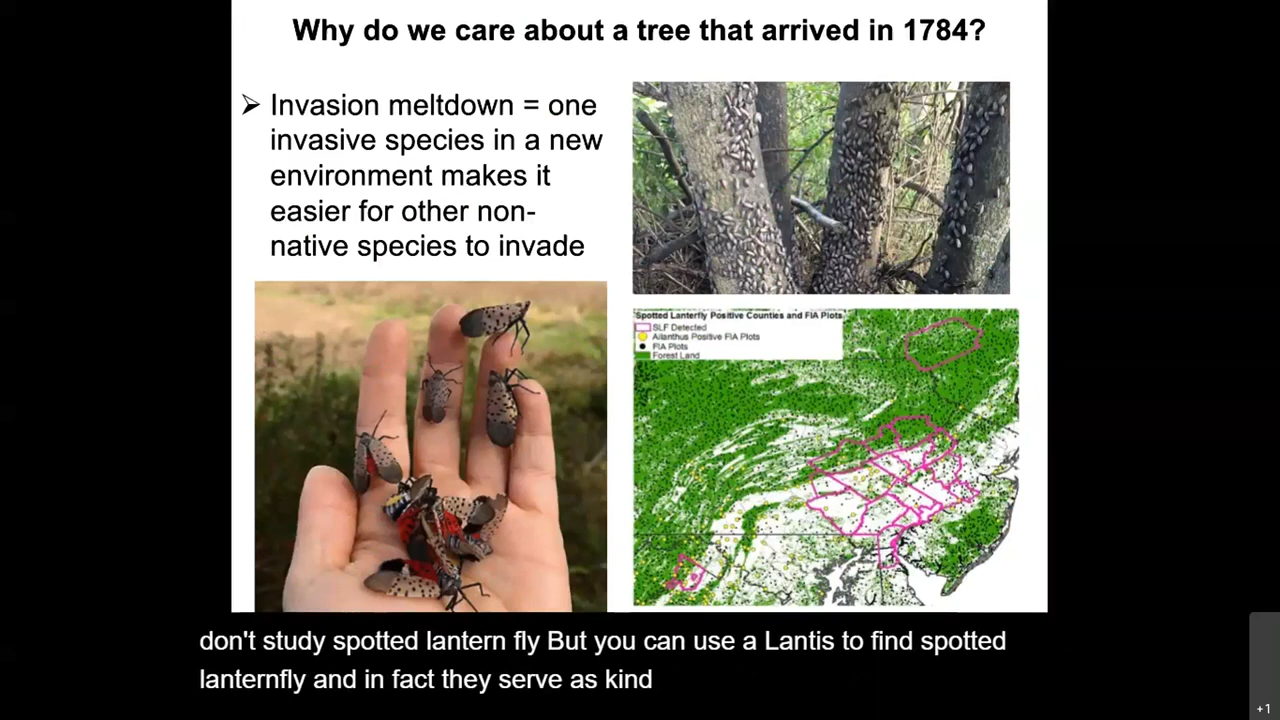 Why do we care about a tree that arrived in 1784?
➢ Invasion meltdown = one
invasive species in a new
environment makes it
easier for other non-
native species to invade
Spotted Lanternfly Positive Counties and FIA Plots
SLF Detected
Ailanthus Positive FIA Plots
FIA Plots
Forest Land
don't study spotted lantern fly But you can use a Lantis to find spotted
lanternfly and in fact they serve as kind
+1